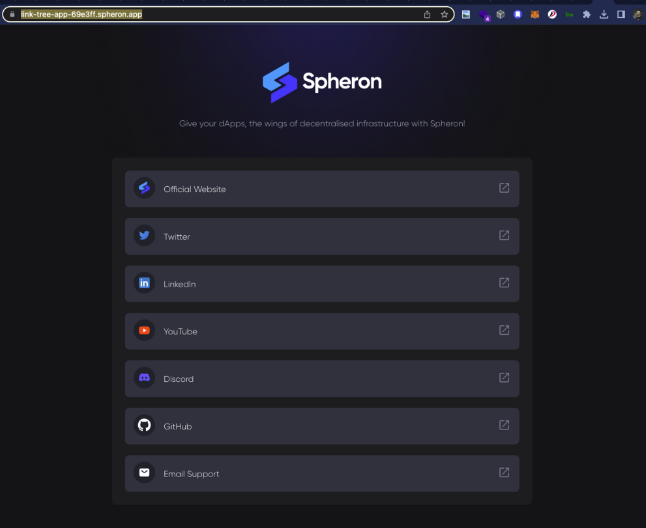 link-tree-app-69e3ff.spheron.app
Spheron
Give your dApps, the wings of decentralised infrastructure with Spheron!
Official Website
Twitter
LinkedIn
YouTube
Discord
GitHub
Email Support